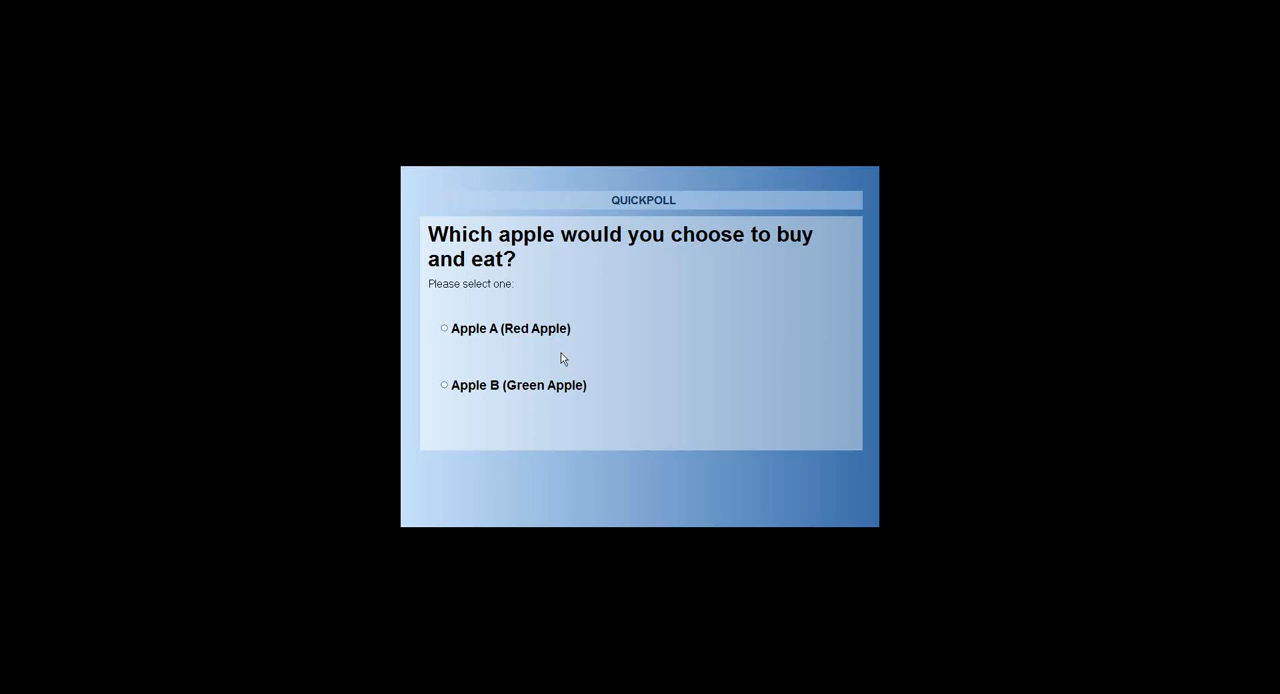 QUICKPOLL
Which apple would you choose to buy
and eat?
Please select one:
Apple A (Red Apple)
Apple B (Green Apple)